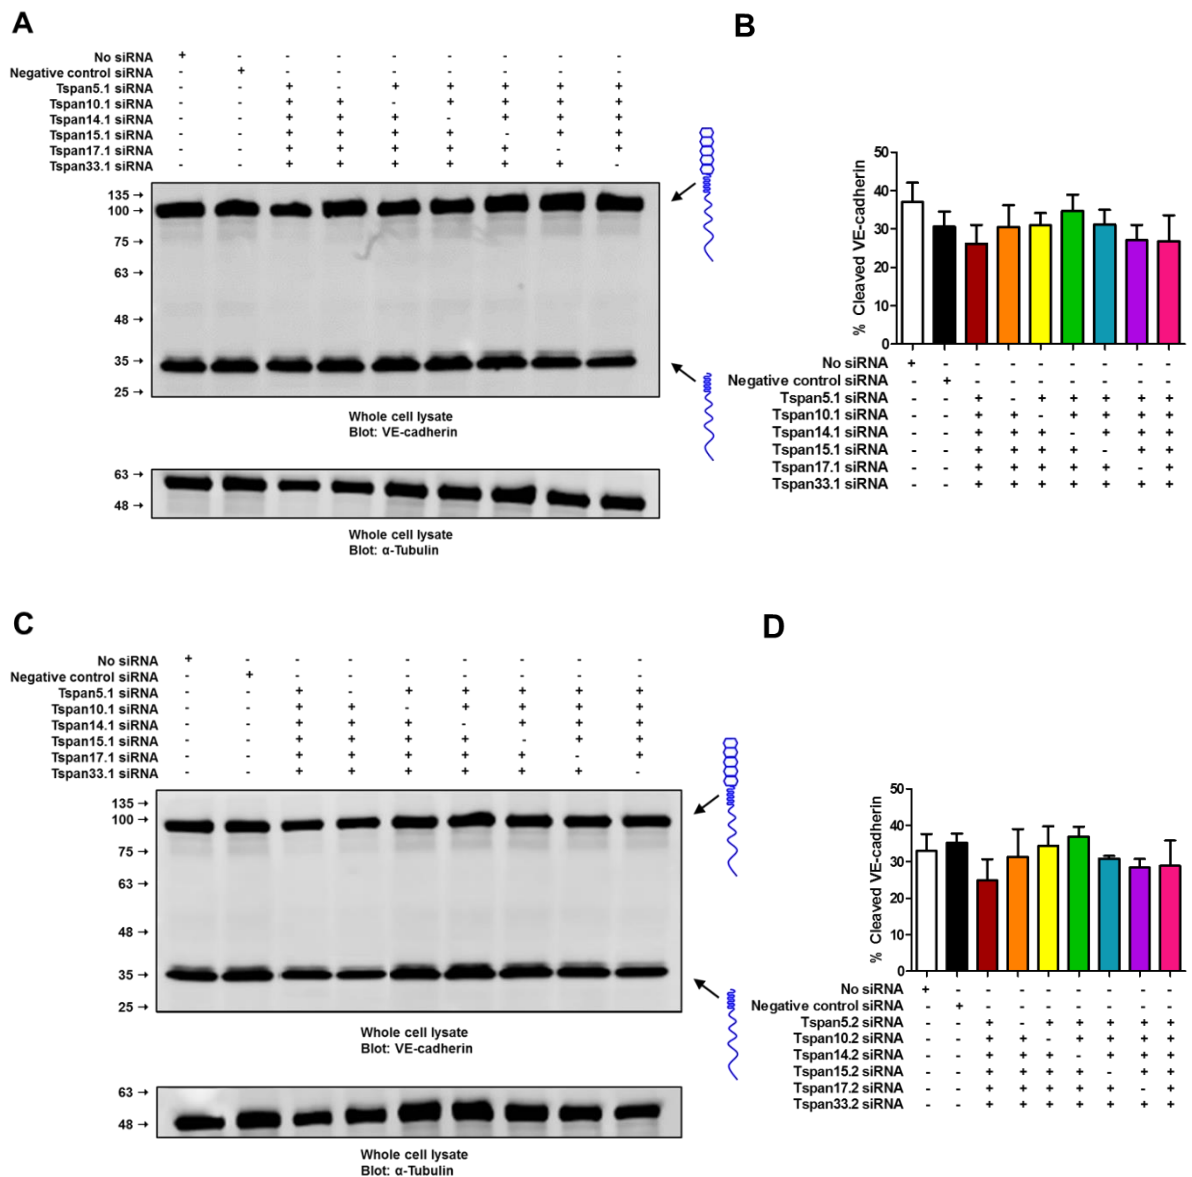 A
No siRNA + - - - - - - - -
Negative control siRNA - + - - - - - - -
Tspan5.1 siRNA - - + - + + + + +
Tspan10.1 siRNA - - + + - + + + +
Tspan14.1 siRNA - - + + + - + + +
Tspan15.1 siRNA - - + + + + - + +
Tspan17.1 siRNA - - + + + + + - +
Tspan33.1 siRNA - - + + + + + + -
135 →
100 →
75 →
63 →
48 →
35 →
25 →
Whole cell lysate
Blot: VE-cadherin
63 →
48 →
Whole cell lysate
Blot: α-Tubulin
B
% Cleaved VE-cadherin
50
40
30
20
10
0
No siRNA + - - - - - - - -
Negative control siRNA - + - - - - - - -
Tspan5.1 siRNA - - + - + + + + +
Tspan10.1 siRNA - - + + - + + + +
Tspan14.1 siRNA - - + + + - + + +
Tspan15.1 siRNA - - + + + + - + +
Tspan17.1 siRNA - - + + + + + - +
Tspan33.1 siRNA - - + + + + + + +
C
No siRNA + - - - - - - - -
Negative control siRNA - + - - - - - - -
Tspan5.1 siRNA - - + - + + + + +
Tspan10.1 siRNA - - + + - + + + +
Tspan14.1 siRNA - - + + + - + + +
Tspan15.1 siRNA - - + + + + - + +
Tspan17.1 siRNA - - + + + + + - +
Tspan33.1 siRNA - - + + + + + + -
135 →
100 →
75 →
63 →
48 →
35 →
25 →
Whole cell lysate
Blot: VE-cadherin
63 →
48 →
Whole cell lysate
Blot: α-Tubulin
D
% Cleaved VE-cadherin
50
40
30
20
10
0
No siRNA + - - - - - - - -
Negative control siRNA - + - - - - - - -
Tspan5.2 siRNA - - + - + + + + +
Tspan10.2 siRNA - - + + - + + + +
Tspan14.2 siRNA - - + + + - + + +
Tspan15.2 siRNA - - + + + + - + +
Tspan17.2 siRNA - - + + + + + - +
Tspan33.2 siRNA - - + + + + + + +